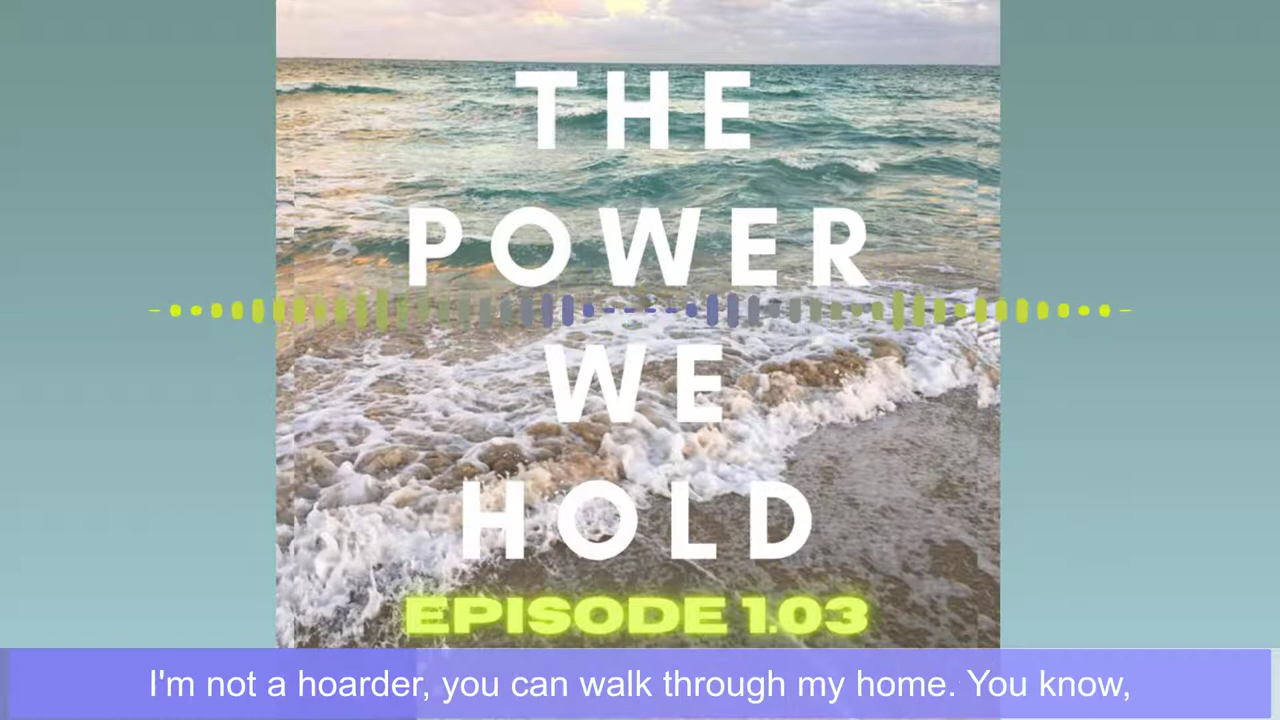 THE
POWER
WE
HOLD
EPISODE 1.03
I'm not a hoarder, you can walk through my home. You know,